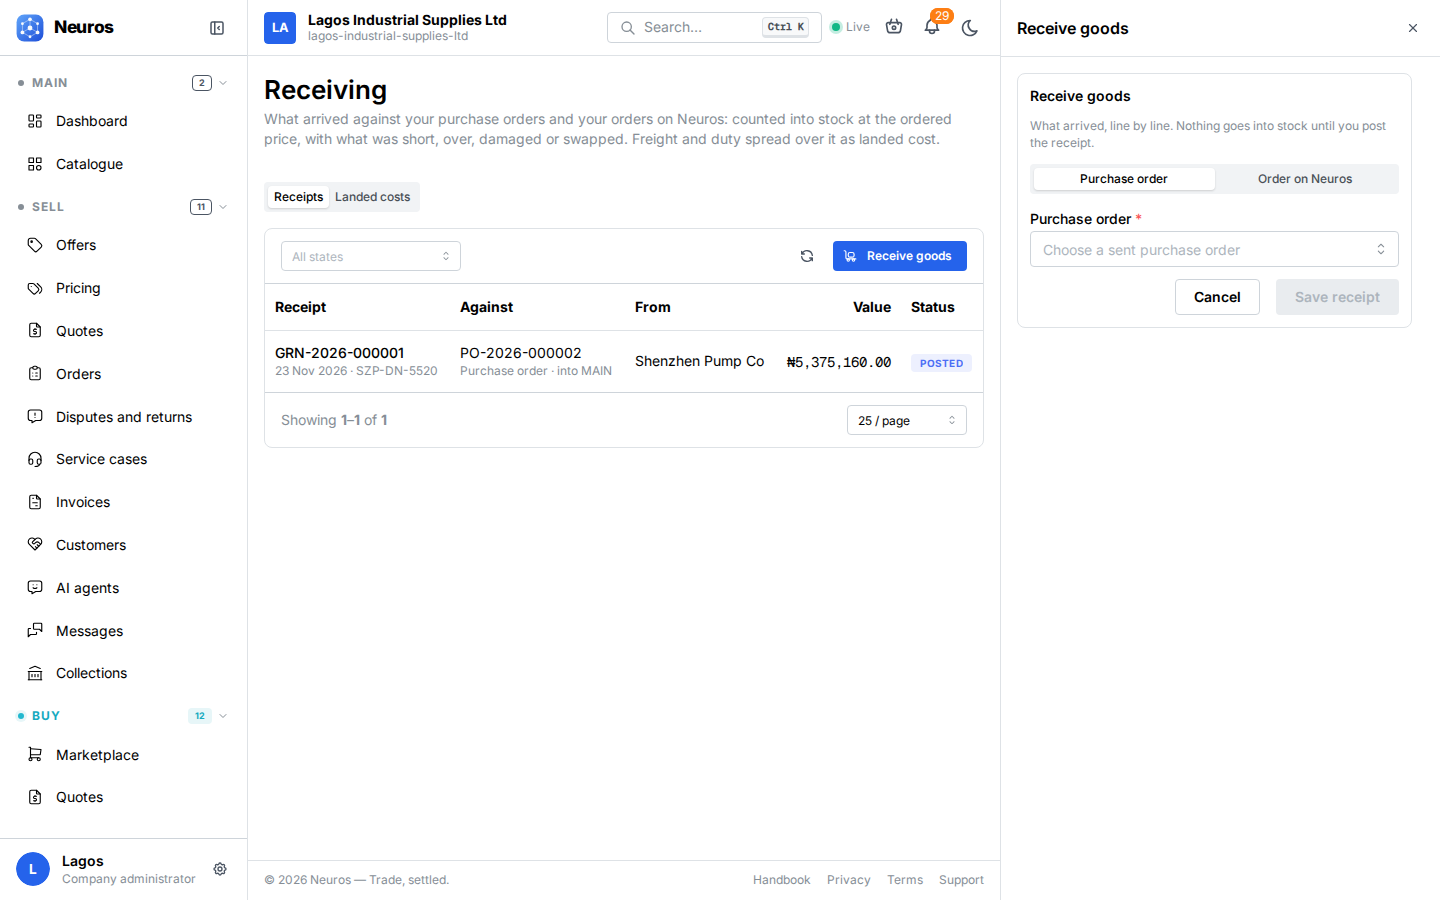 Neuros
MAIN
2
Dashboard
Catalogue
SELL
11
Offers
Pricing
Quotes
Orders
Disputes and returns
Service cases
Invoices
Customers
AI agents
Messages
Collections
BUY
12
Marketplace
Quotes
L
Lagos
Company administrator
LA
Lagos Industrial Supplies Ltd
lagos-industrial-supplies-ltd
Search...
Ctrl K
Live
29
Receiving
What arrived against your purchase orders and your orders on Neuros: counted into stock at the ordered
price, with what was short, over, damaged or swapped. Freight and duty spread over it as landed cost.
Receipts
Landed costs
All states
Receive goods
Receipt
Against
From
Value
Status
GRN-2026-000001
PO-2026-000002
Shenzhen Pump Co
₦5,375,160.00
POSTED
23 Nov 2026 · SZP-DN-5520
Purchase order · into MAIN
Showing 1–1 of 1
25 / page
© 2026 Neuros — Trade, settled.
Handbook
Privacy
Terms
Support
Receive goods
Receive goods
What arrived, line by line. Nothing goes into stock until you post
the receipt.
Purchase order
Order on Neuros
Purchase order *
Choose a sent purchase order
Cancel
Save receipt